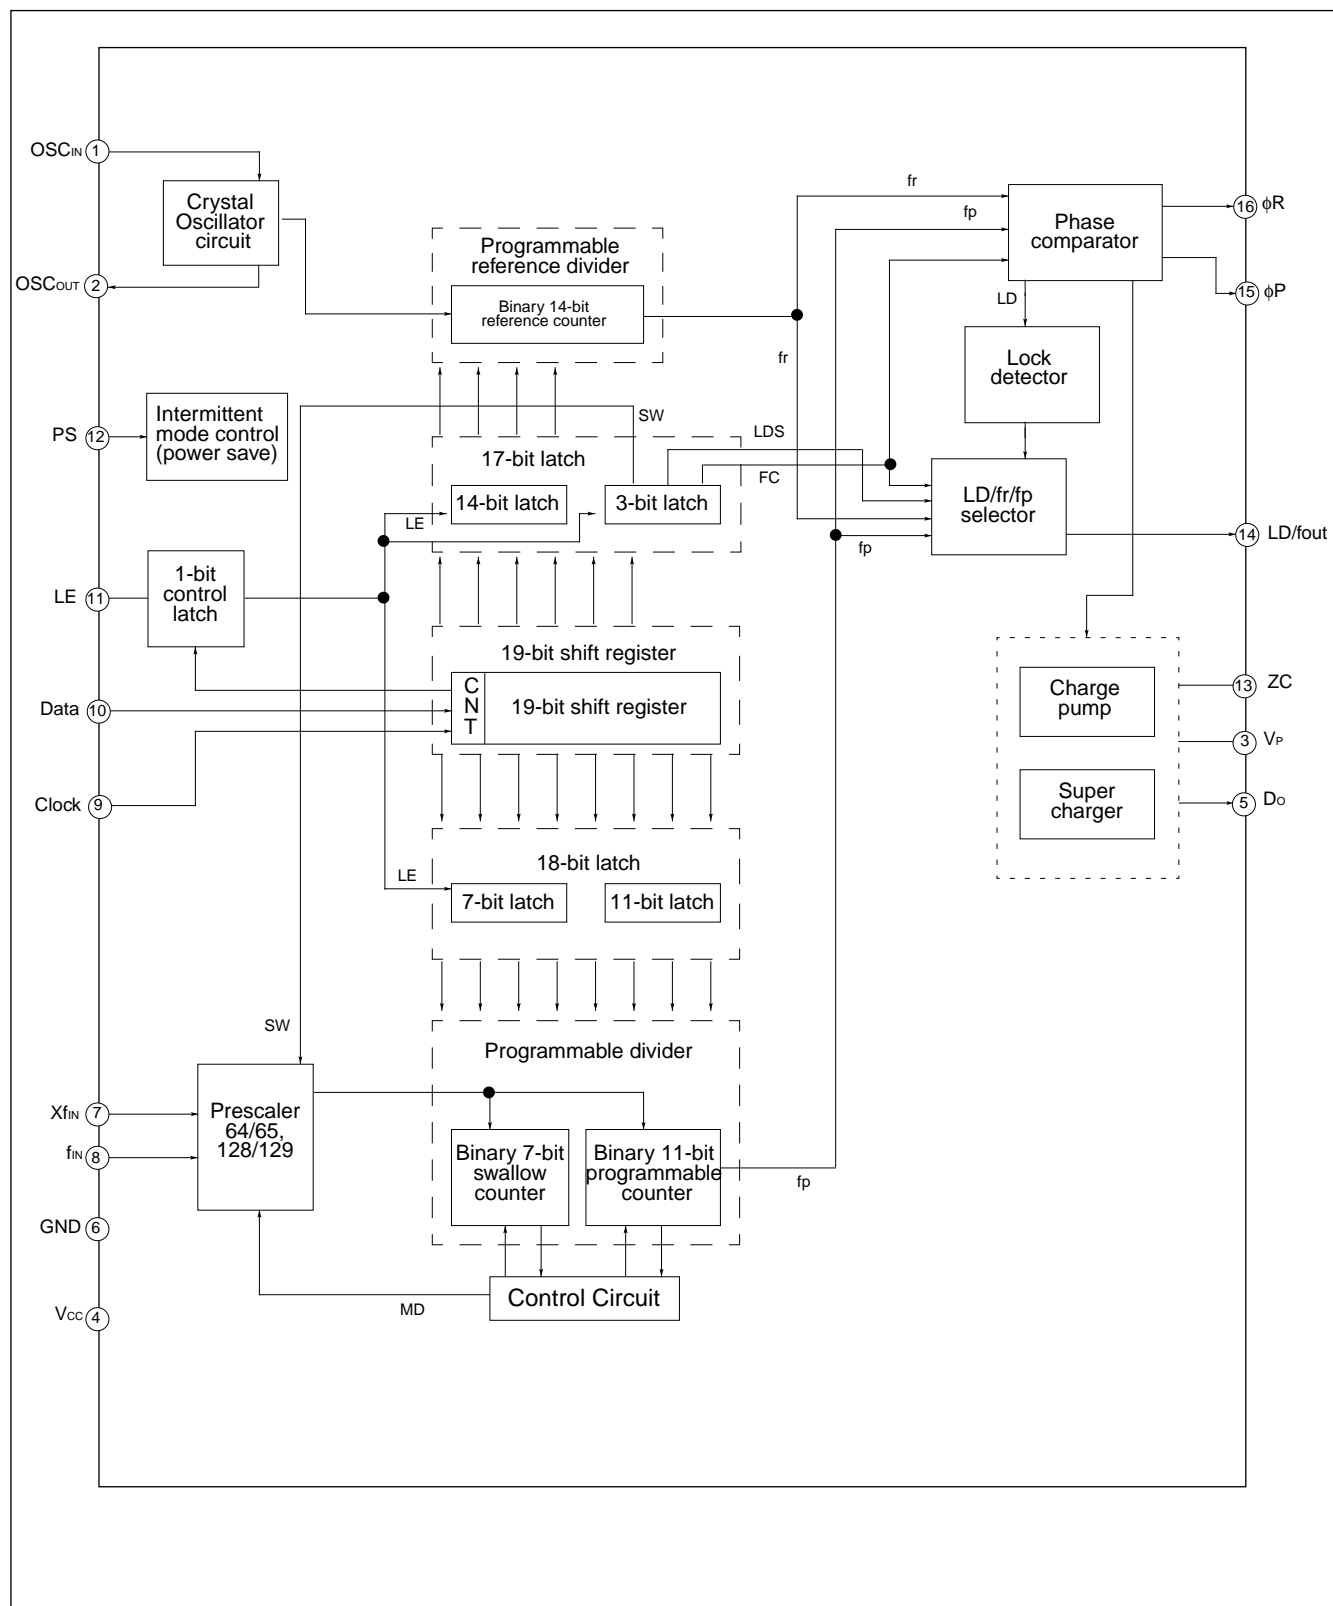 OSCIN 1
Crystal
Oscillator
circuit
OSCOUT 2
Programmable
reference divider
Binary 14-bit
reference counter
fr
fp
fr
Phase
comparator
16 ϕR
15 ϕP
LD
Lock
detector
PS 12
Intermittent
mode control
(power save)
SW
LDS
FC
17-bit latch
14-bit latch
3-bit latch
LE
LD/fr/fp
selector
fp
14 LD/fout
LE 11
1-bit
control
latch
19-bit shift register
C
N
T
19-bit shift register
Data 10
Clock 9
Charge
pump
Super
charger
13 ZC
3 VP
5 DO
18-bit latch
LE
7-bit latch
11-bit latch
SW
Programmable divider
XfIN 7
fIN 8
Prescaler
64/65,
128/129
Binary 7-bit
swallow
counter
Binary 11-bit
programmable
counter
fp
GND 6
VCC 4
MD
Control Circuit